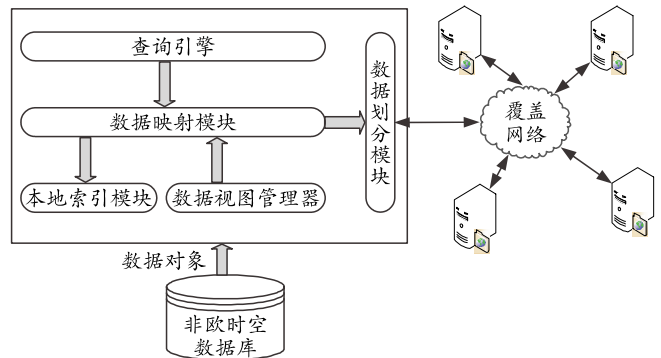 查询引擎
数据映射模块
本地索引模块
数据视图管理器
数据划分模块
覆盖
网络
数据对象
非欧时空
数据库